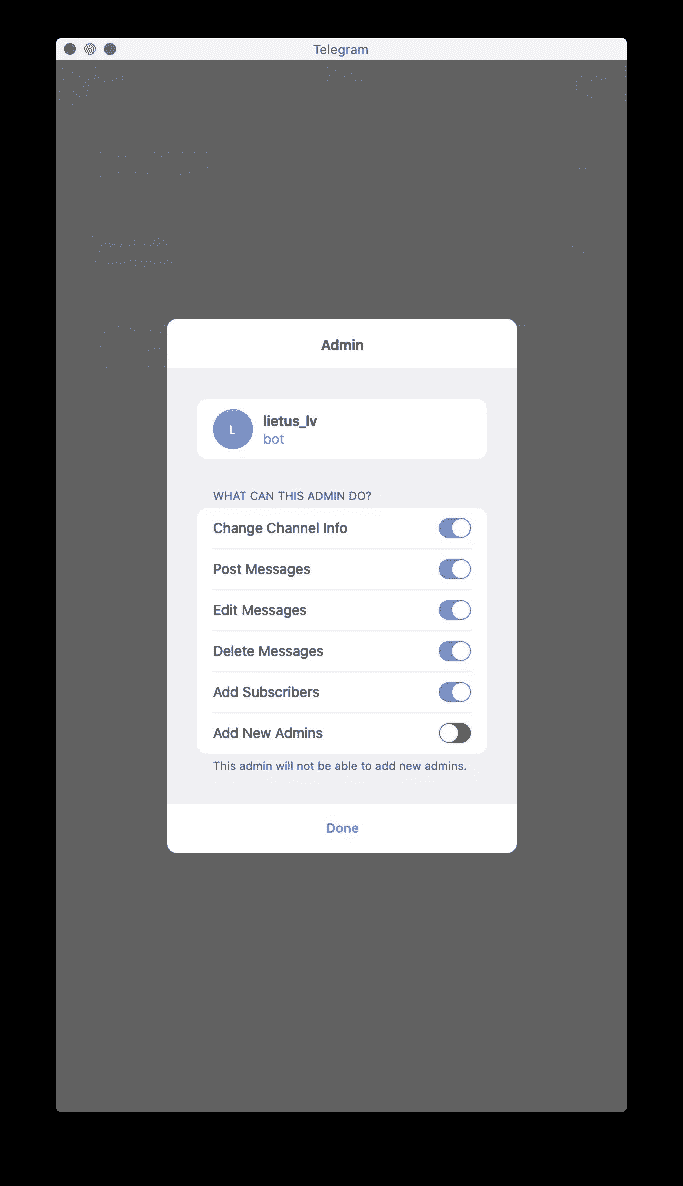 Telegram
Admin
L
lietus_lv
bot
WHAT CAN THIS ADMIN DO?
Change Channel Info
Post Messages
Edit Messages
Delete Messages
Add Subscribers
Add New Admins
This admin will not be able to add new admins.
Done